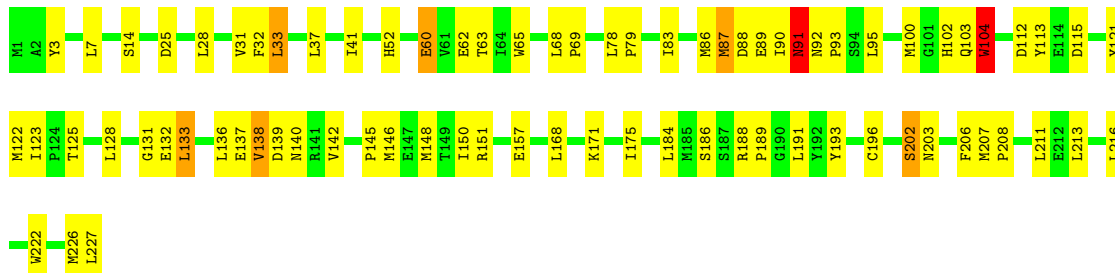 M1 A2 Y3 L7 S14 D25 L28 V31 F32 L33 L37 I41 H52 E60 V61 E62 T63 I64 W65 L68 P69 L78 P79 I83 M86 M87 D88 E89 I90 N91 N92 P93 S94 L95 M100 G101 H102 Q103 W104 D112 Y113 E114 D115
M122 I123 P124 T125 L128 G131 E132 L133 L136 E137 V138 D139 N140 R141 V142 P145 M146 E147 M148 T149 I150 R151 E157 L168 K171 I175 L184 M185 S186 S187 R188 P189 G190 L191 Y192 Y193 C196 S202 N203 F206 M207 P208 L211 E212 L213 L216
W222 M226 L227